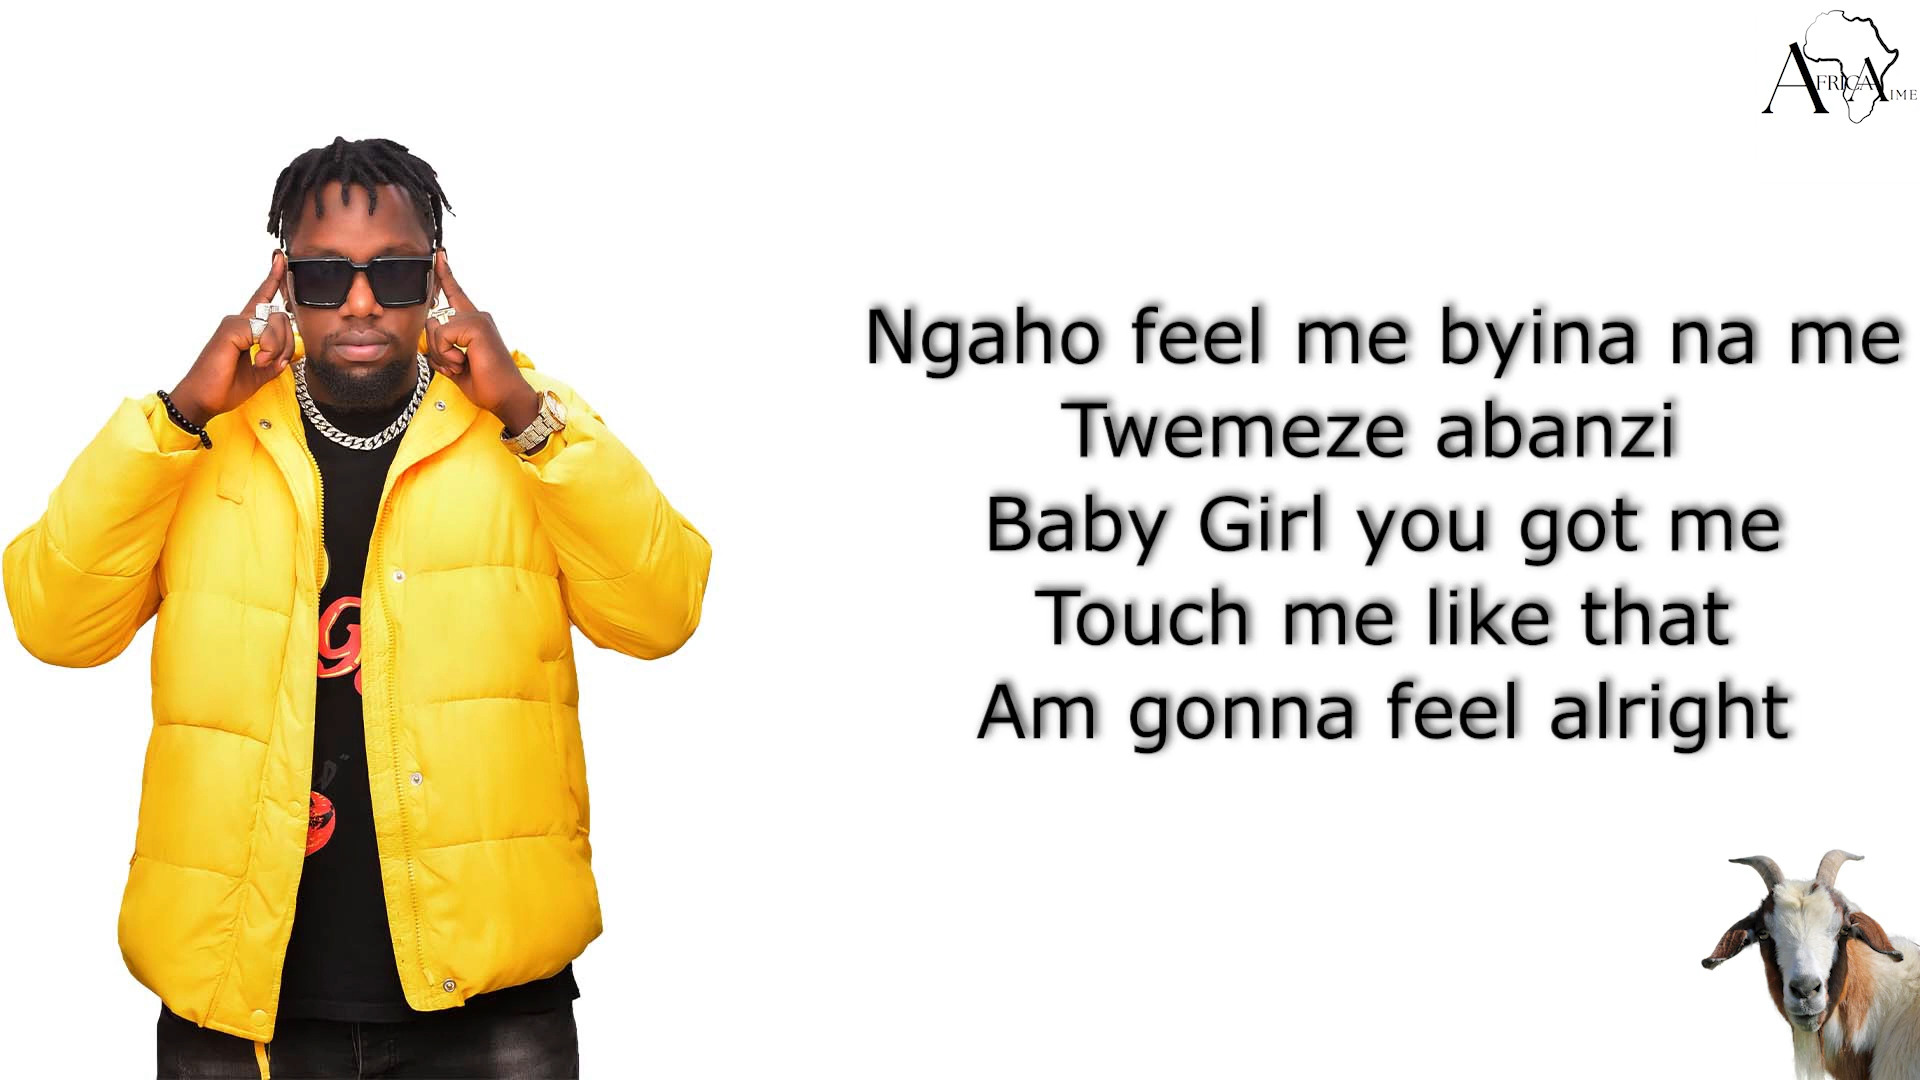 AFRICA AIME
Ngaho feel me byina na me
Twemeze abanzi
Baby Girl you got me
Touch me like that
Am gonna feel alright